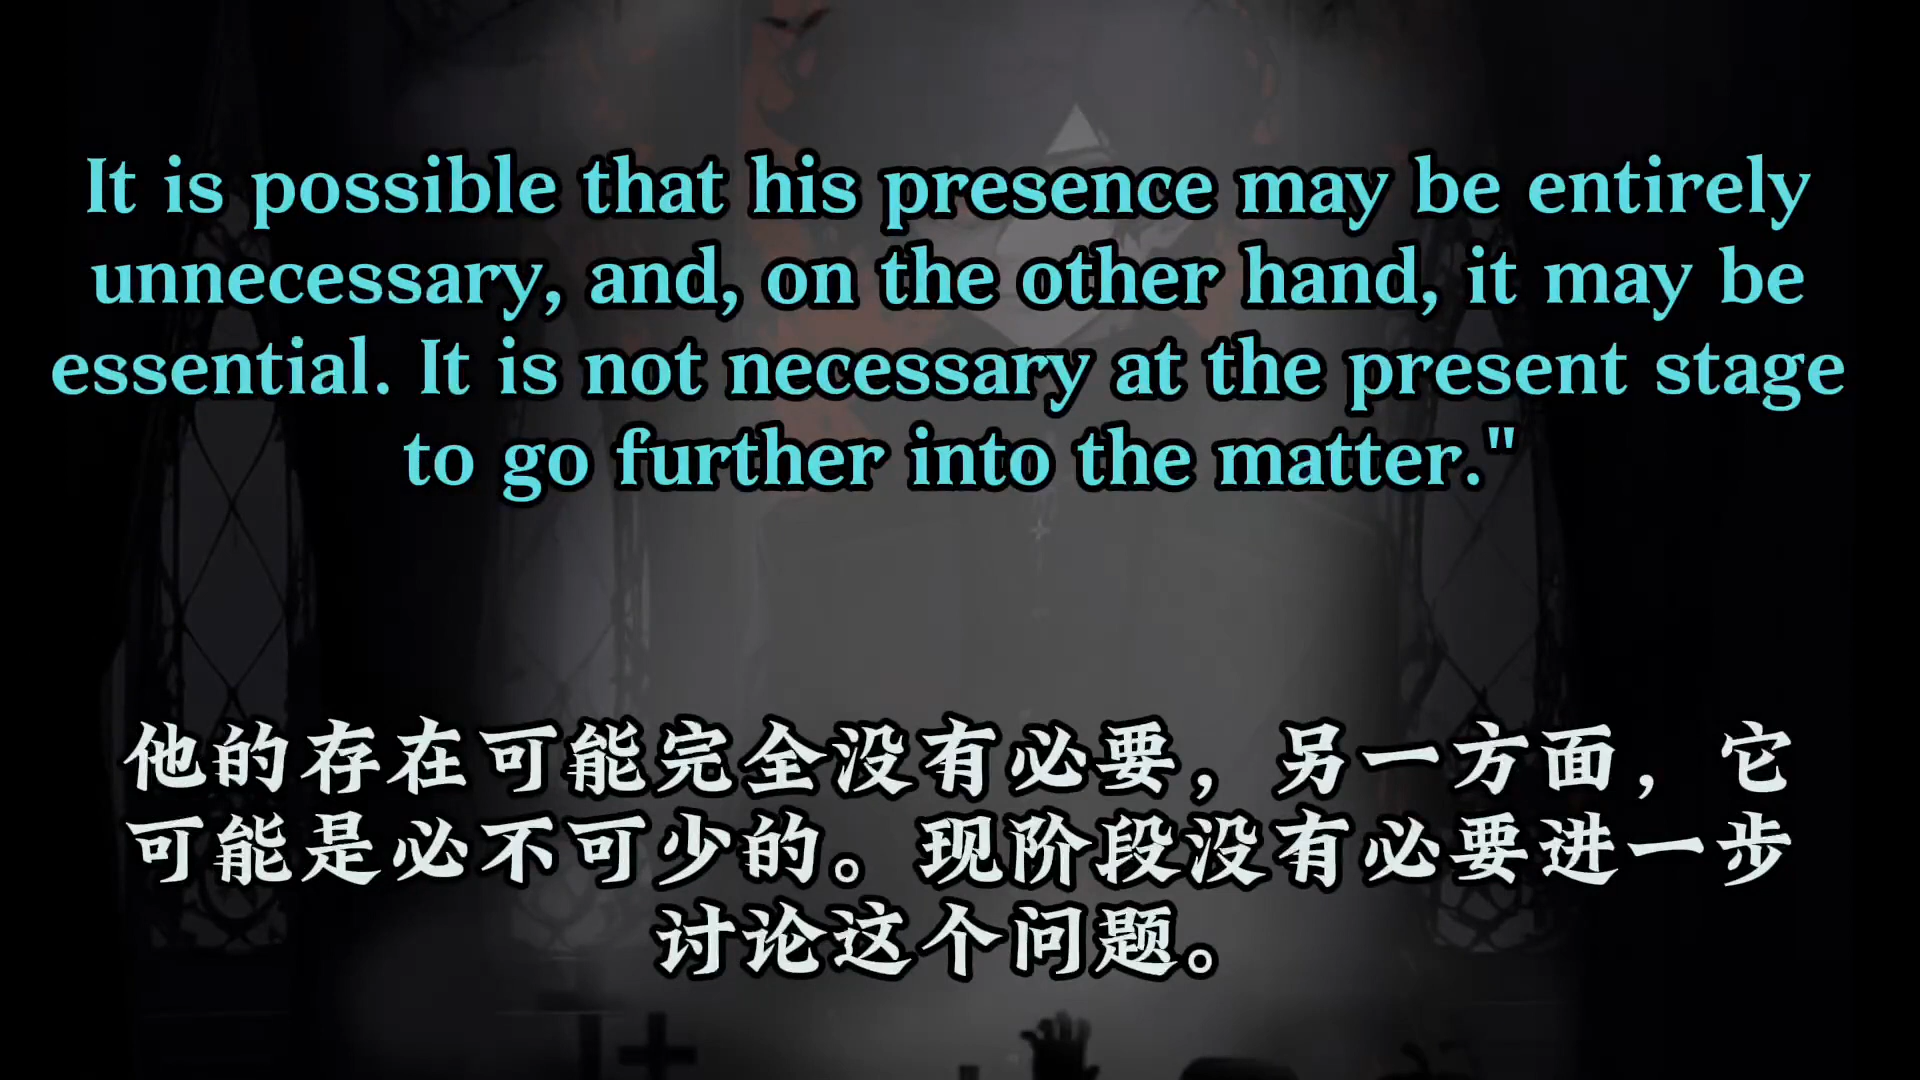 It is possible that his presence may be entirely
unnecessary, and, on the other hand, it may be
essential. It is not necessary at the present stage
to go further into the matter."
他的存在可能完全没有必要，另一方面，它
可能是必不可少的。现阶段没有必要进一步
讨论这个问题。